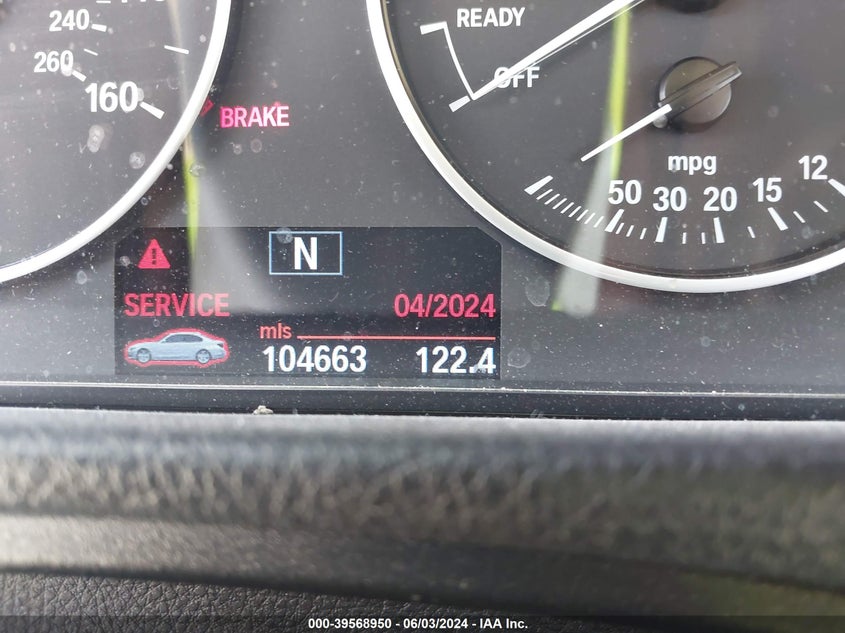 240
260
160
BRAKE
READY
OFF
mpg
50 30 20 15 12
N
SERVICE 04/2024
mls
104663 122.4
000-39568950 - 06/03/2024 - IAA Inc.